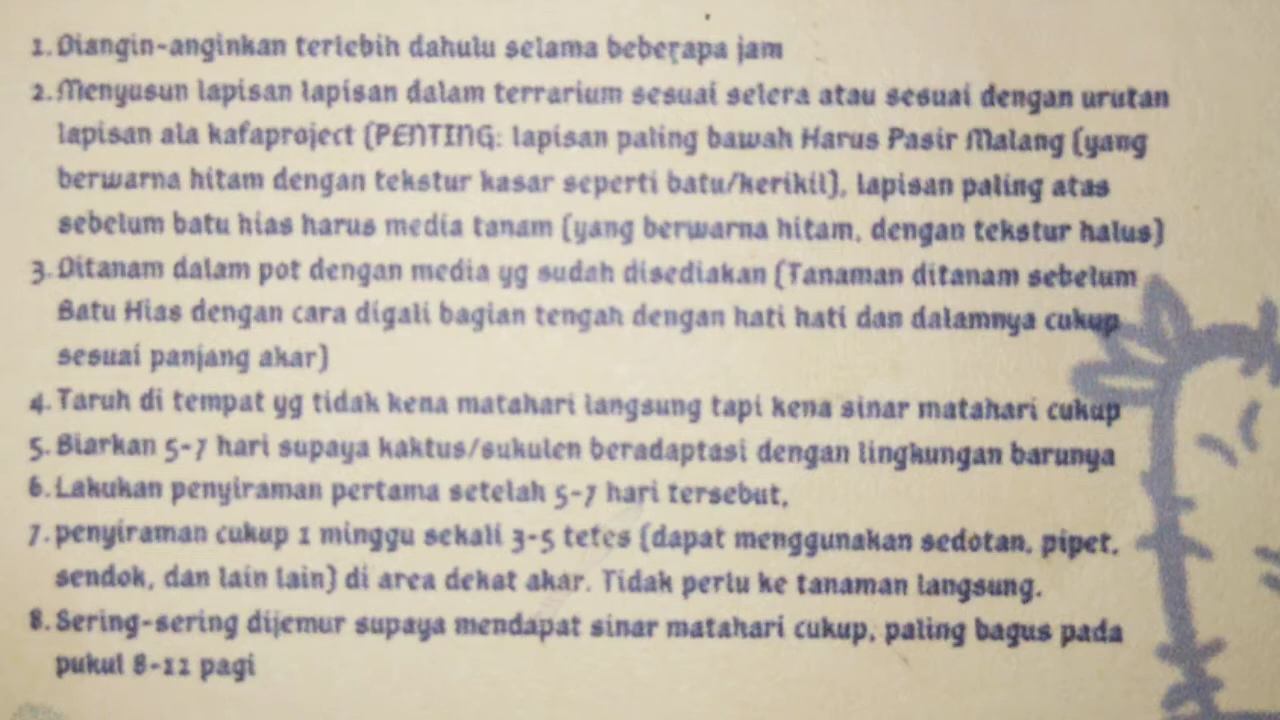 1. Diangin-anginkan terlebih dahulu selama beberapa jam
2. Menyusun lapisan lapisan dalam terrarium sesuai selera atau sesuai dengan urutan
lapisan ala kafaproject (PENTING: lapisan paling bawah Harus Pasir Malang (yang
berwarna hitam dengan tekstur kasar seperti batu/kerikil), lapisan paling atas
sebelum batu hias harus media tanam (yang berwarna hitam, dengan tekstur halus)
3. Ditanam dalam pot dengan media yg sudah disediakan (Tanaman ditanam sebelum
Batu Hias dengan cara digali bagian tengah dengan hati hati dan dalamnya cukup
sesuai panjang akar)
4. Taruh di tempat yg tidak kena matahari langsung tapi kena sinar matahari cukup
5. Biarkan 5-7 hari supaya kaktus/sukulen beradaptasi dengan lingkungan barunya
6. Lakukan penyiraman pertama setelah 5-7 hari tersebut.
7. penyiraman cukup 1 minggu sekali 3-5 tetes (dapat menggunakan sedotan, pipet,
sendok, dan lain lain) di area dekat akar. Tidak perlu ke tanaman langsung.
8. Sering-sering dijemur supaya mendapat sinar matahari cukup, paling bagus pada
pukul 8-12 pagi